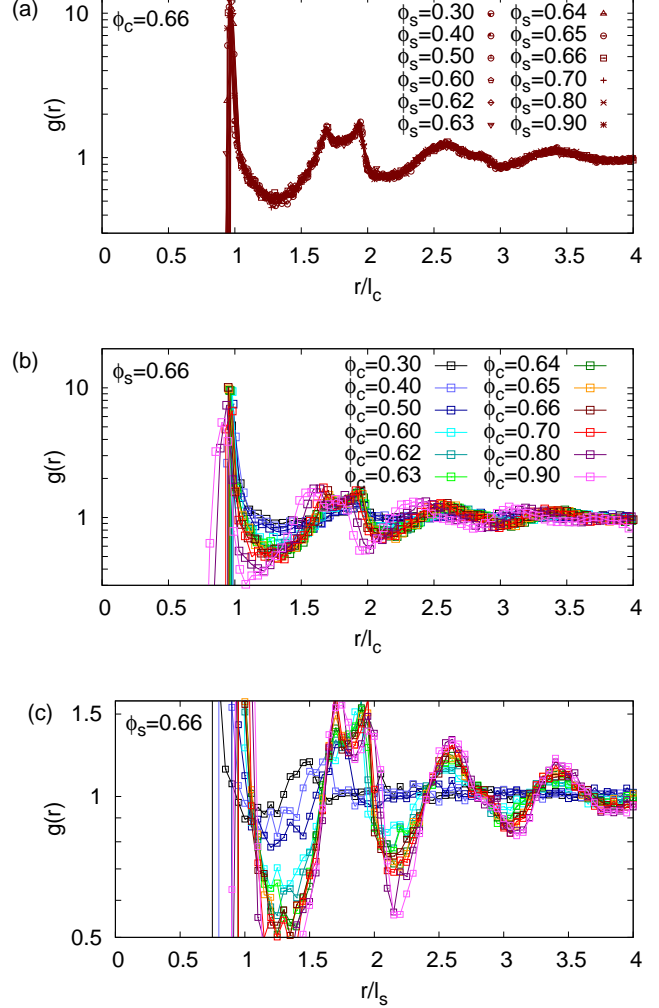 (a)
ϕc=0.66
ϕs=0.30 ϕs=0.64
ϕs=0.40 ϕs=0.65
ϕs=0.50 ϕs=0.66
ϕs=0.60 ϕs=0.70
ϕs=0.62 ϕs=0.80
ϕs=0.63 ϕs=0.90
10
1
g(r)
0 0.5 1 1.5 2 2.5 3 3.5 4
r/lc
(b)
ϕs=0.66
ϕc=0.30 ϕc=0.64
ϕc=0.40 ϕc=0.65
ϕc=0.50 ϕc=0.66
ϕc=0.60 ϕc=0.70
ϕc=0.62 ϕc=0.80
ϕc=0.63 ϕc=0.90
10
1
g(r)
0 0.5 1 1.5 2 2.5 3 3.5 4
r/lc
(c)
ϕs=0.66
1.5
1
0.5
g(r)
0 0.5 1 1.5 2 2.5 3 3.5 4
r/ls